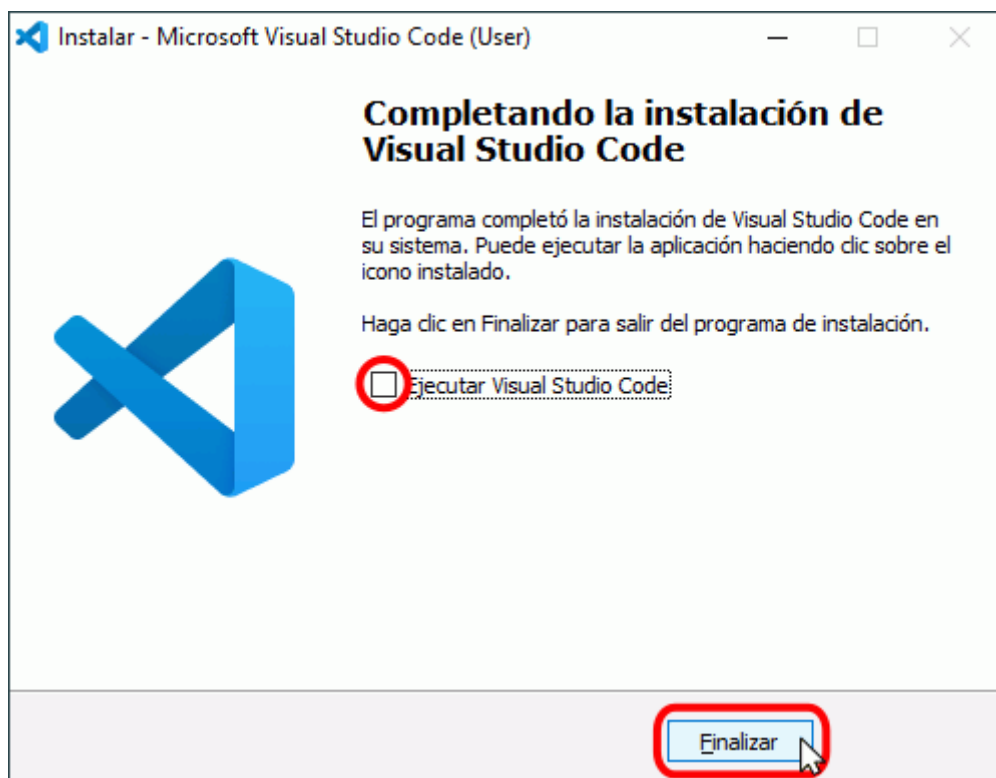 Instalar - Microsoft Visual Studio Code (User)
Completando la instalación de
Visual Studio Code
El programa completó la instalación de Visual Studio Code en
su sistema. Puede ejecutar la aplicación haciendo clic sobre el
icono instalado.
Haga clic en Finalizar para salir del programa de instalación.
Ejecutar Visual Studio Code
Finalizar